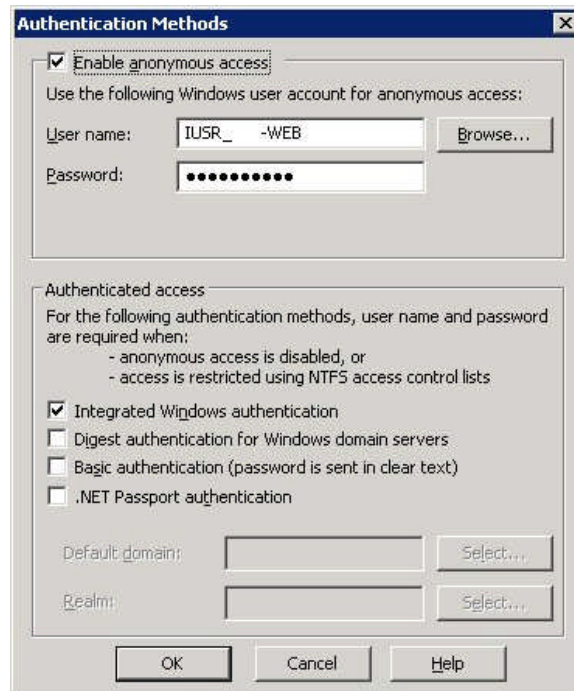 Authentication Methods
Enable anonymous access
Use the following Windows user account for anonymous access:
User name: IUSR_ -WEB Browse...
Password: ●●●●●●●●●●
Authenticated access
For the following authentication methods, user name and password
are required when:
- anonymous access is disabled, or
- access is restricted using NTFS access control lists
Integrated Windows authentication
Digest authentication for Windows domain servers
Basic authentication (password is sent in clear text)
.NET Passport authentication
Default domain: Select...
Realm: Select...
OK Cancel Help